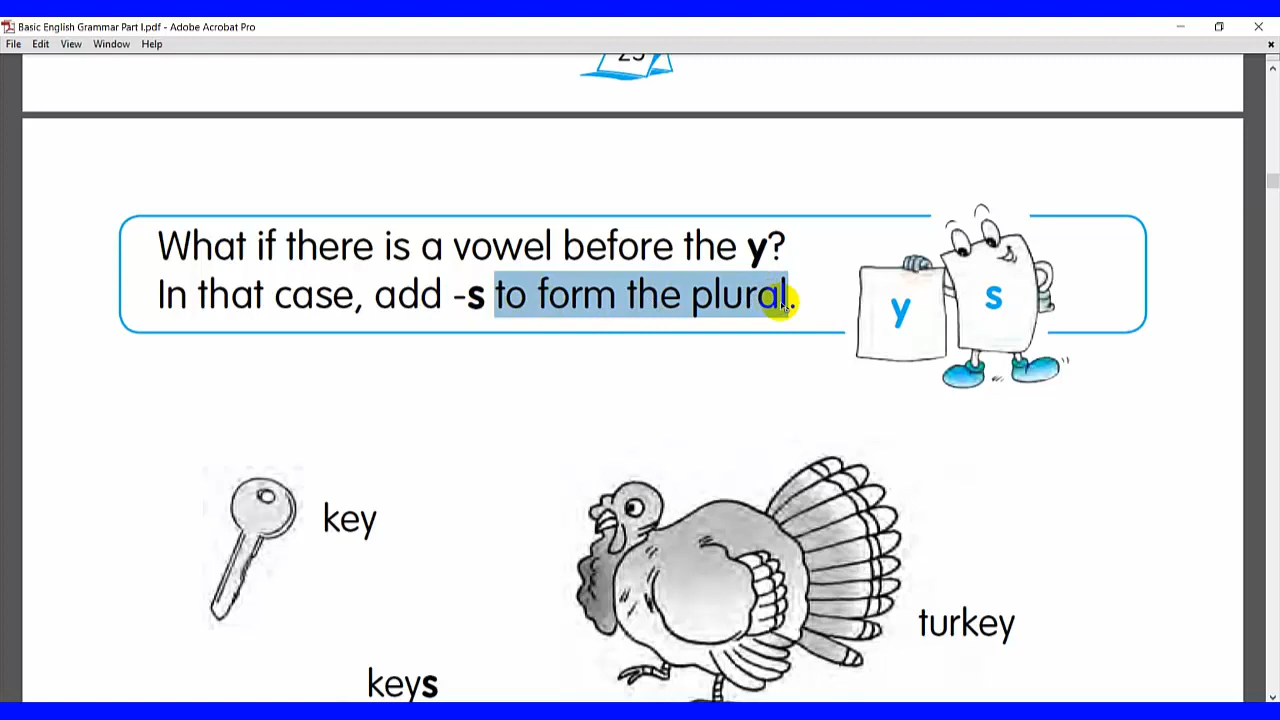 Basic English Grammar Part I.pdf - Adobe Acrobat Pro
File Edit View Window Help
What if there is a vowel before the y?
In that case, add -s to form the plural.
y s
key
turkey
keys